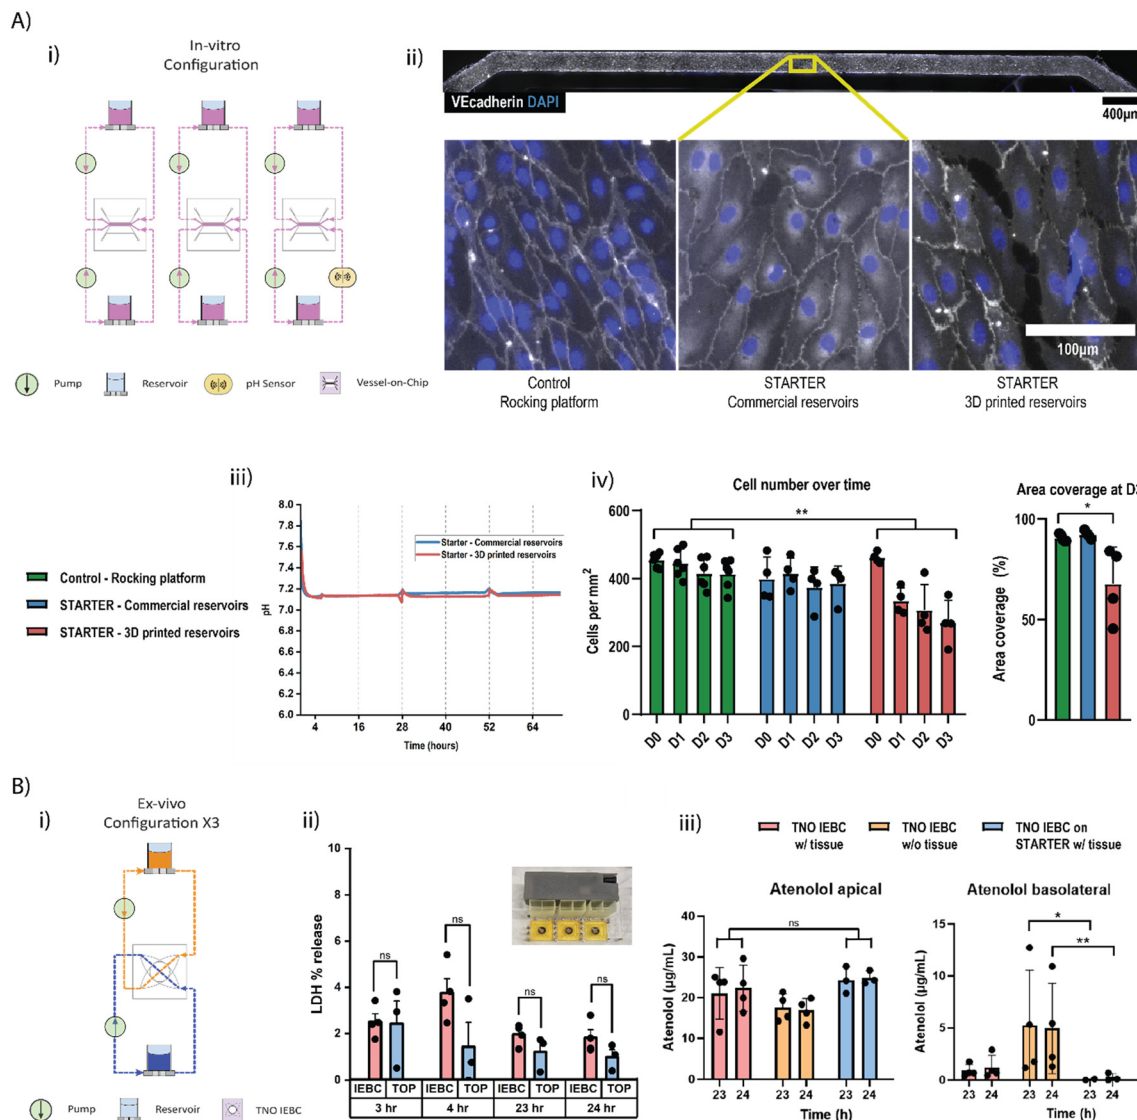 A)
i)
In-vitro
Configuration
Pump
Reservoir
pH Sensor
Vessel-on-Chip
ii)
VEcadherin DAPI
400µm
100µm
Control
Rocking platform
STARTER
Commercial reservoirs
STARTER
3D printed reservoirs
Control - Rocking platform
STARTER - Commercial reservoirs
STARTER - 3D printed reservoirs
iii)
Starter - Commercial reservoirs
Starter - 3D printed reservoirs
8.0
7.8
7.6
7.4
7.2
7.0
6.8
6.6
6.4
6.2
6.0
pH
4 16 28 40 52 64
Time (hours)
iv)
Cell number over time
**
600
400
200
0
Cells per mm²
D0 D1 D2 D3 D0 D1 D2 D3 D0 D1 D2 D3
Area coverage at D3
*
100
50
0
Area coverage (%)
B)
i)
Ex-vivo
Configuration X3
Pump
Reservoir
TNO IEBC
ii)
10
8
6
4
2
0
LDH % release
ns ns ns ns
IEBC TOP IEBC TOP IEBC TOP IEBC TOP
3 hr 4 hr 23 hr 24 hr
iii)
TNO IEBC
w/ tissue
TNO IEBC
w/o tissue
TNO IEBC on
STARTER w/ tissue
Atenolol apical
ns
40
30
20
10
0
Atenolol (µg/mL)
23 24 23 24 23 24
Time (h)
Atenolol basolateral
*
**
15
10
5
0
Atenolol (µg/mL)
23 24 23 24 23 24
Time (h)